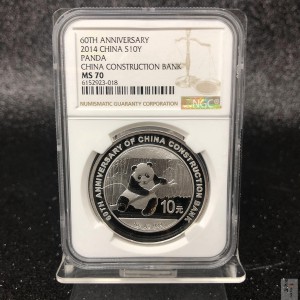 60TH ANNIVERSARY
2014 CHINA S10Y
PANDA
CHINA CONSTRUCTION BANK
MS 70
6152923-018
NUMISMATIC GUARANTY CORPORATION
NGC
60TH ANNIVERSARY OF CHINA CONSTRUCTION BANK
10元